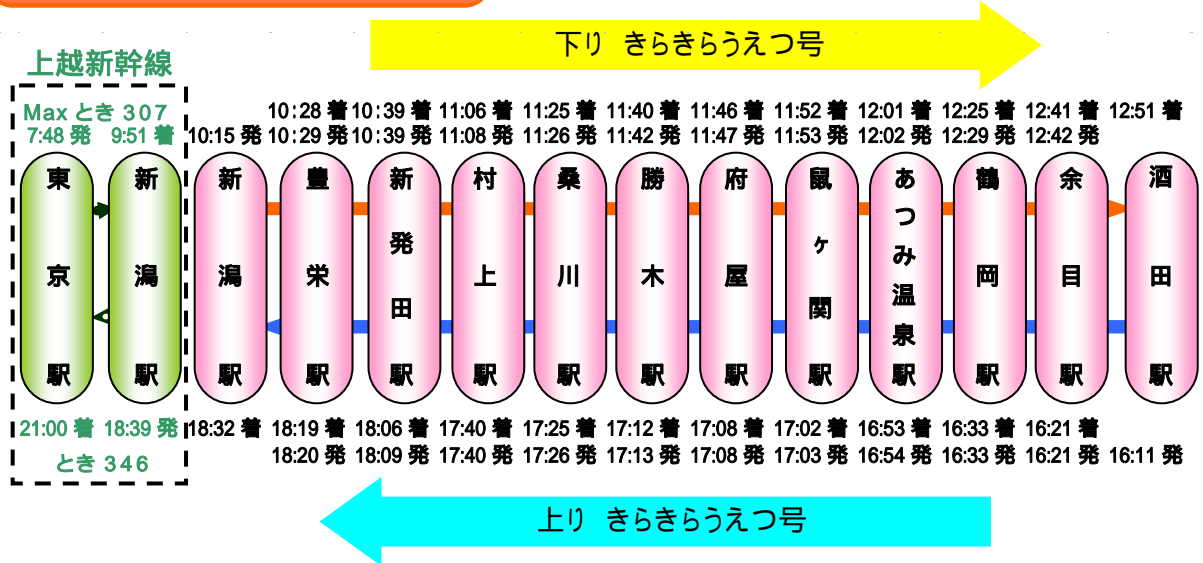 下り きらきらうえつ号
上越新幹線
Max とき 307
7:48 発 9:51 着
10:28 着 10:39 着 11:06 着 11:25 着 11:40 着 11:46 着 11:52 着 12:01 着 12:25 着 12:41 着 12:51 着
10:15 発 10:29 発 10:39 発 11:08 発 11:26 発 11:42 発 11:47 発 11:53 発 12:02 発 12:29 発 12:42 発
東京駅
新潟駅
新潟駅
豊栄駅
新発田駅
村上駅
桑川駅
勝木駅
府屋駅
鼠ヶ関駅
あつみ温泉駅
鶴岡駅
余目駅
酒田駅
21:00 着 18:39 発
18:32 着 18:19 着 18:06 着 17:40 着 17:25 着 17:12 着 17:08 着 17:02 着 16:53 着 16:33 着 16:21 着
とき 346
18:20 発 18:09 発 17:40 発 17:26 発 17:13 発 17:08 発 17:03 発 16:54 発 16:33 発 16:21 発 16:11 発
上り きらきらうえつ号